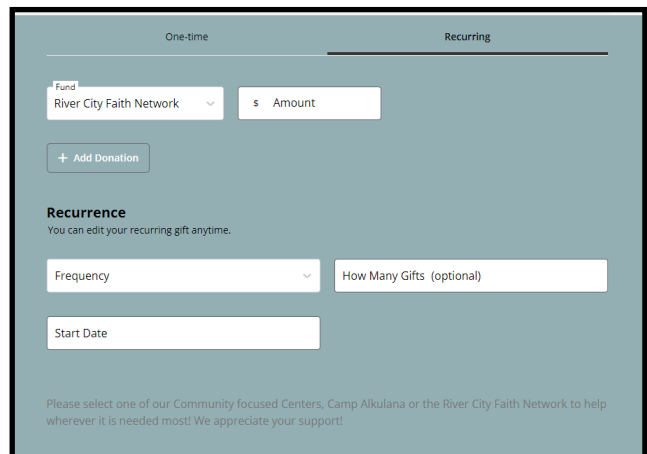 One-time Recurring
Fund
River City Faith Network $ Amount
+ Add Donation
Recurrence
You can edit your recurring gift anytime.
Frequency How Many Gifts (optional)
Start Date
Please select one of our Community focused Centers, Camp Alkulana or the River City Faith Network to help
wherever it is needed most! We appreciate your support!